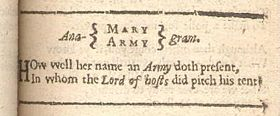 Ana- { MARY ARMY } gram.
HOw well her name an Army doth present,
In whom the Lord of hosts did pitch his tent!